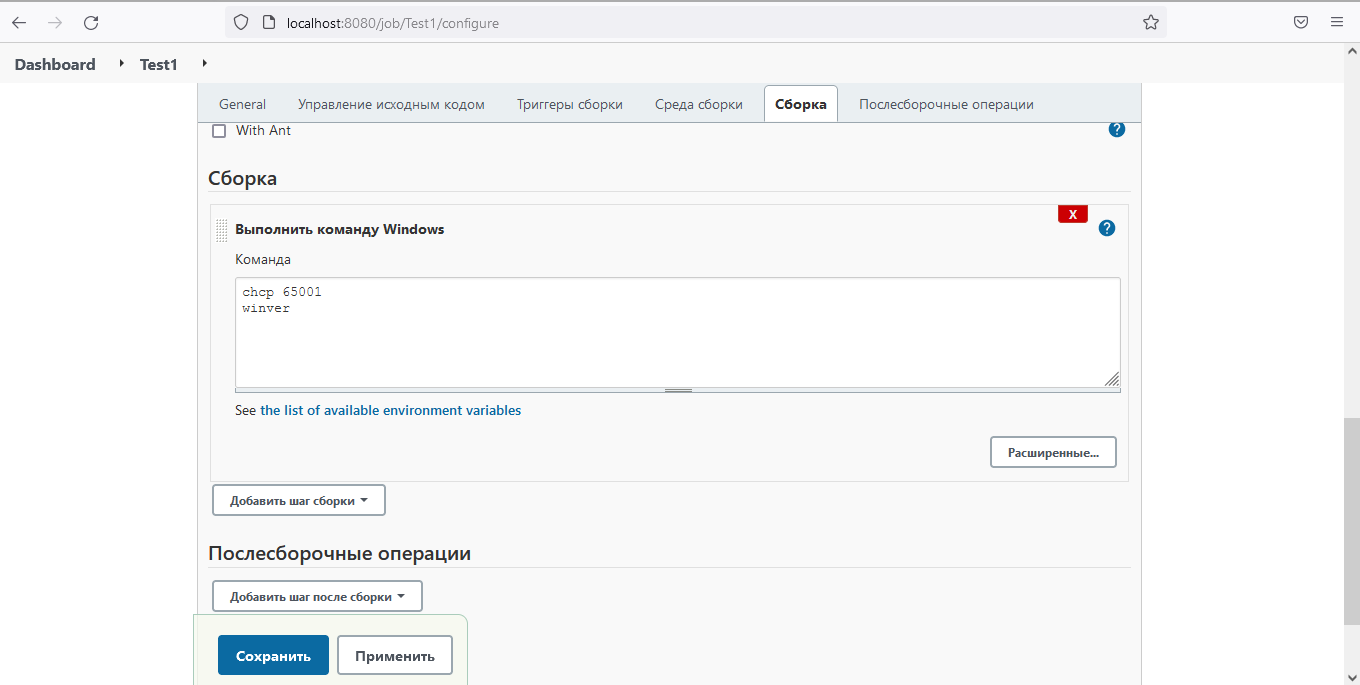 localhost:8080/job/Test1/configure
Dashboard Test1
General Управление исходным кодом Триггеры сборки Среда сборки Сборка Послесборочные операции
With Ant ?
Сборка
X
Выполнить команду Windows ?
Команда
chcp 65001
winver
See the list of available environment variables
Расширенные...
Добавить шаг сборки
Послесборочные операции
Добавить шаг после сборки
Сохранить Применить